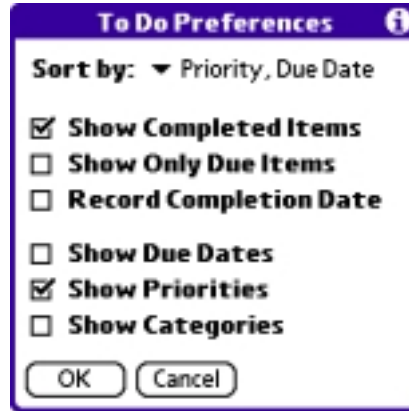 To Do Preferences
Sort by: Priority, Due Date
Show Completed Items
Show Only Due Items
Record Completion Date
Show Due Dates
Show Priorities
Show Categories
OK Cancel